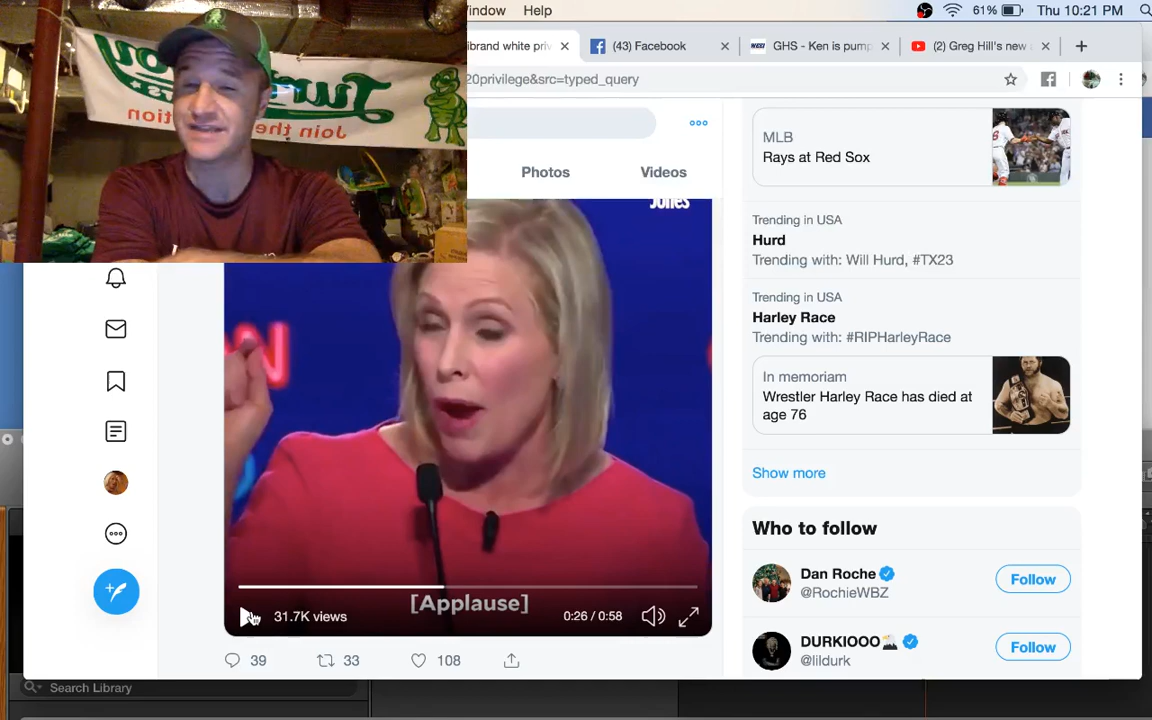 indow Help
61% Thu 10:21 PM
ibrand white priv
(43) Facebook
GHS - Ken is pump
(2) Greg Hill's new
20privilege&src=typed_query
Join the
Photos
Videos
Jones
MLB
Rays at Red Sox
Trending in USA
Hurd
Trending with: Will Hurd, #TX23
Trending in USA
Harley Race
Trending with: #RIPHarleyRace
In memoriam
Wrestler Harley Race has died at
age 76
Show more
Who to follow
Dan Roche
@RochieWBZ
Follow
DURKIOOO
@lildurk
Follow
[Applause]
31.7K views
0:26 / 0:58
39
33
108
Search Library